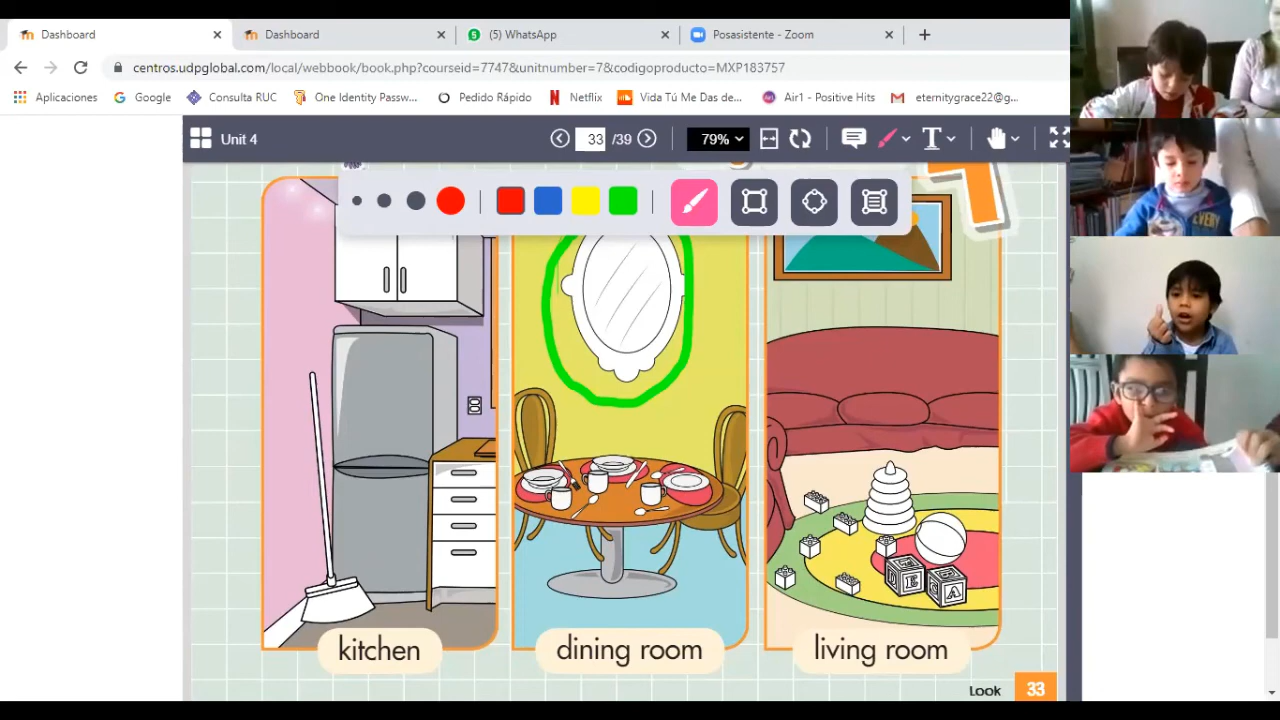 Dashboard
Dashboard
(5) WhatsApp
Posasistente - Zoom
centros.udpglobal.com/local/webbook/book.php?courseid=7747&unitnumber=7&codigoproducto=MXP183757
Aplicaciones
Google
Consulta RUC
One Identity Passw...
Pedido Rápido
Netflix
Vida Tú Me Das de...
Air1 - Positive Hits
eternitygrace22@g...
Unit 4
33 /39
79%
T
E
G
A
kitchen
dining room
living room
Look 33